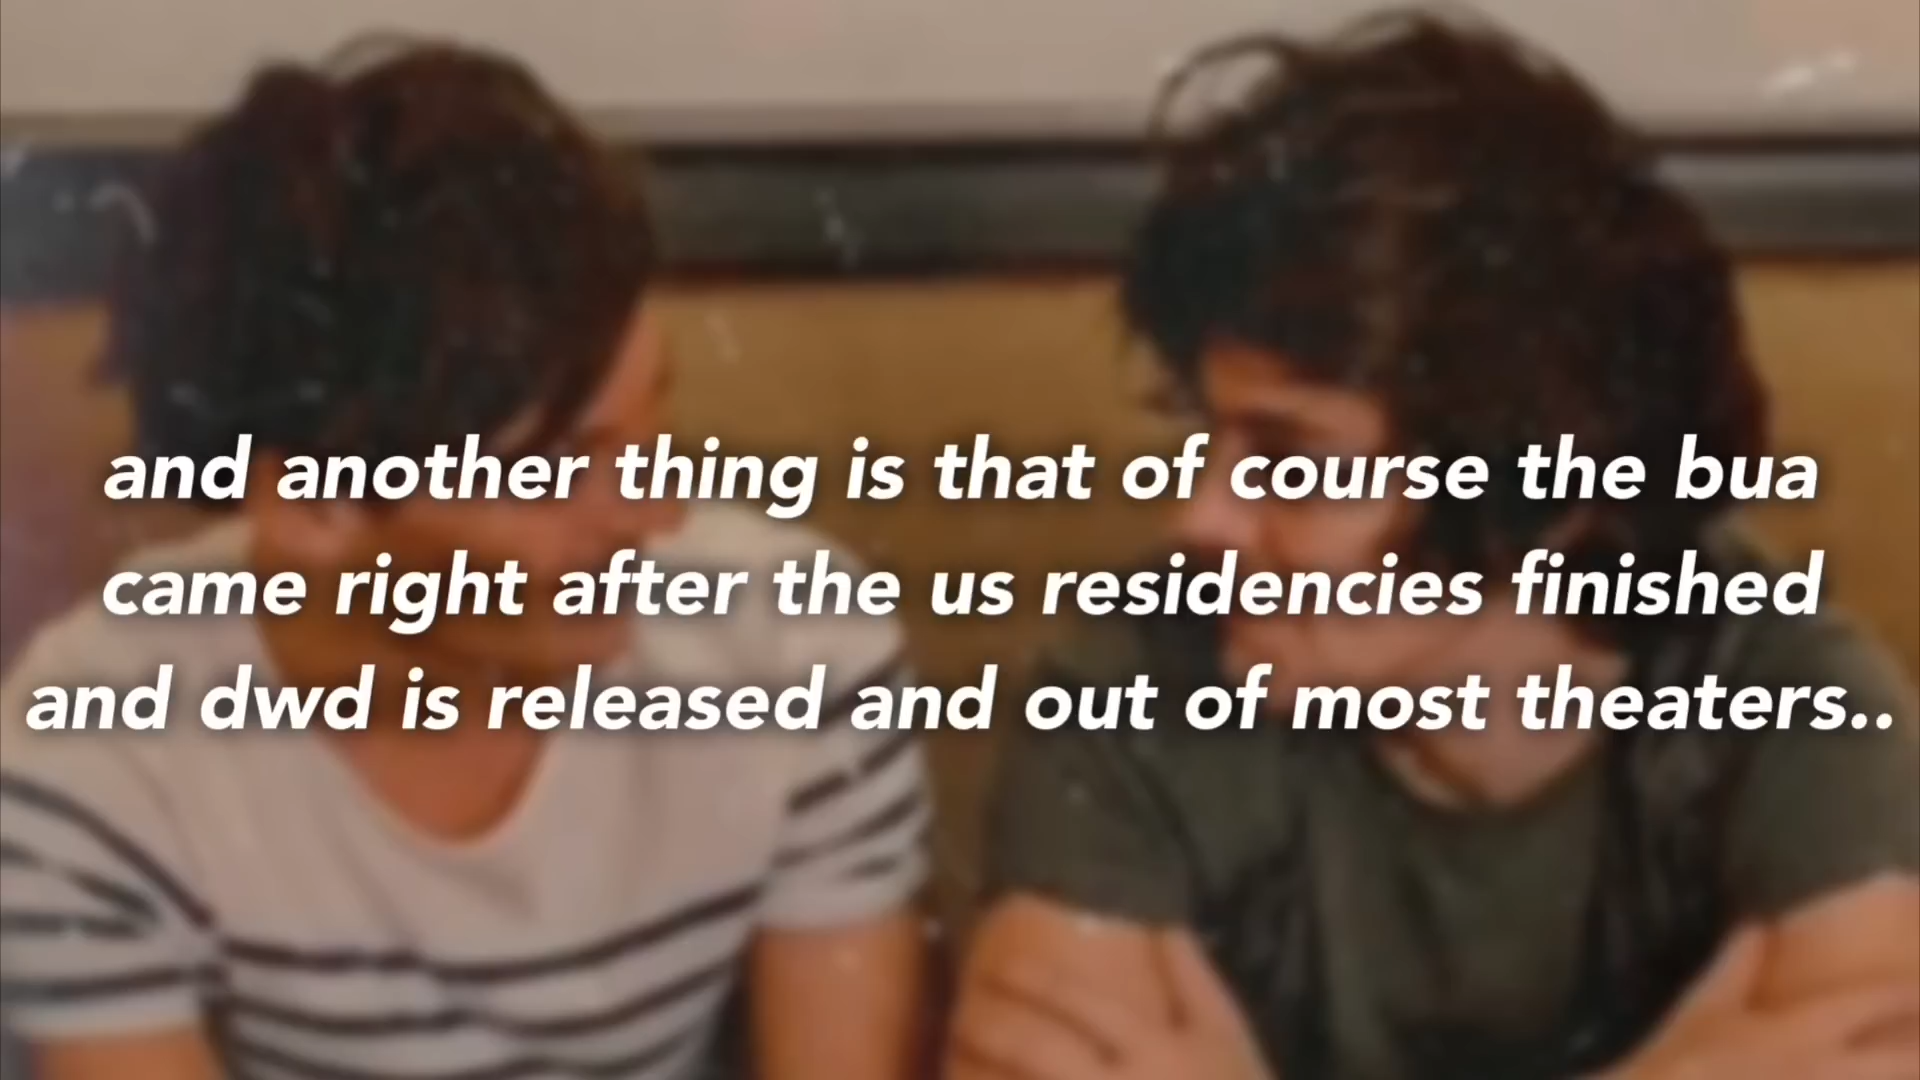 and another thing is that of course the bua
came right after the us residencies finished
and dwd is released and out of most theaters..